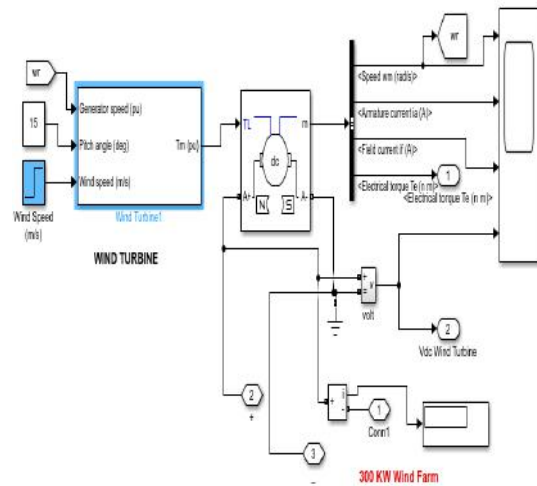 wr
wr
<Speed wm (rad/s)>
Generator speed (pu)
15
Pitch angle (deg)
Tm (pu)
Wind speed (m/s)
Wind Speed
(m/s)
Wind Turbine1
WIND TURBINE
TL
m
dc
A+
A-
N
S
<Armature current ia (A)>
<Field current if (A)>
<Electrical torque Te (n m)>
1
<Electrical torque Te (n m)>
+
v
volt
2
Vdc Wind Turbine
2
+
+
i
-
1
Conn1
3
-
300 KW Wind Farm